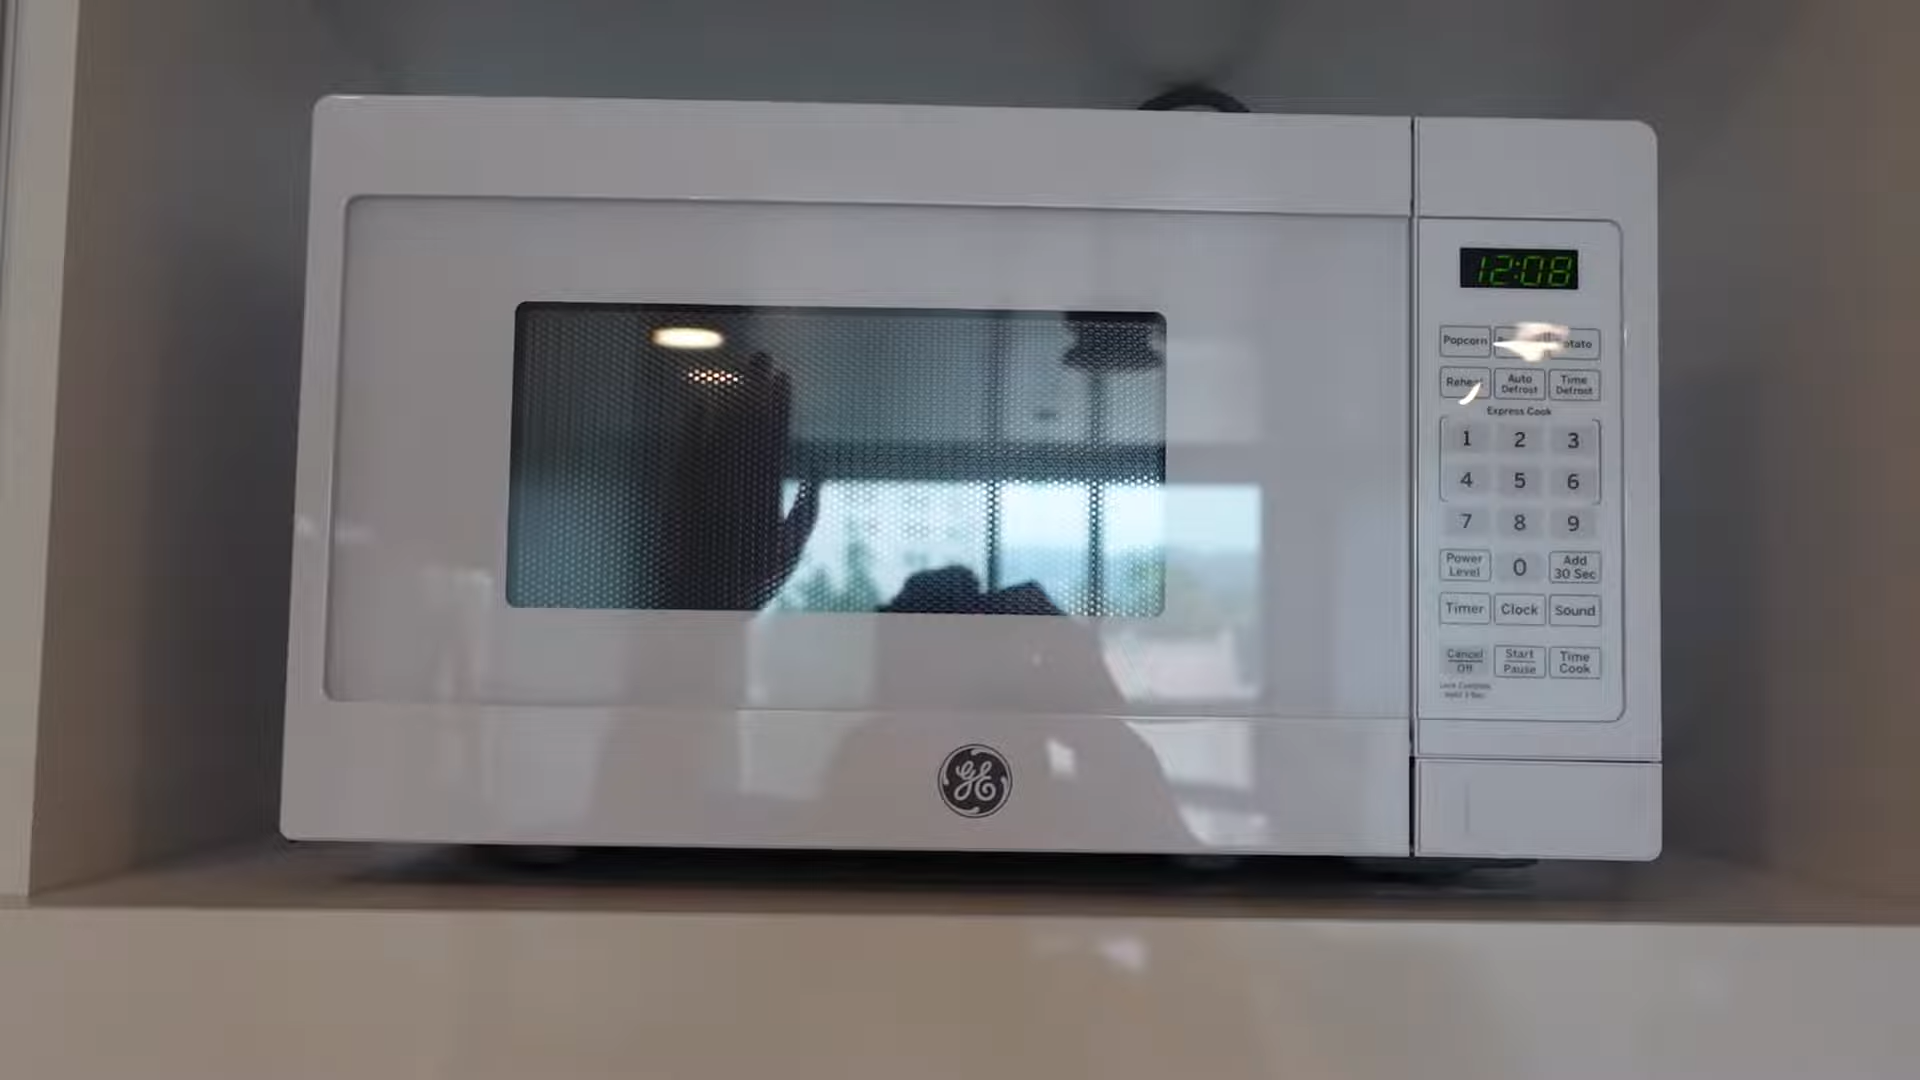 12:08
Popcorn
Potato
Reheat
Auto
Defrost
Time
Defrost
Express Cook
1 2 3
4 5 6
7 8 9
Power
Level
0
Add
30 Sec
Timer Clock Sound
Cancel
Off
Start
Pause
Time
Cook
GE